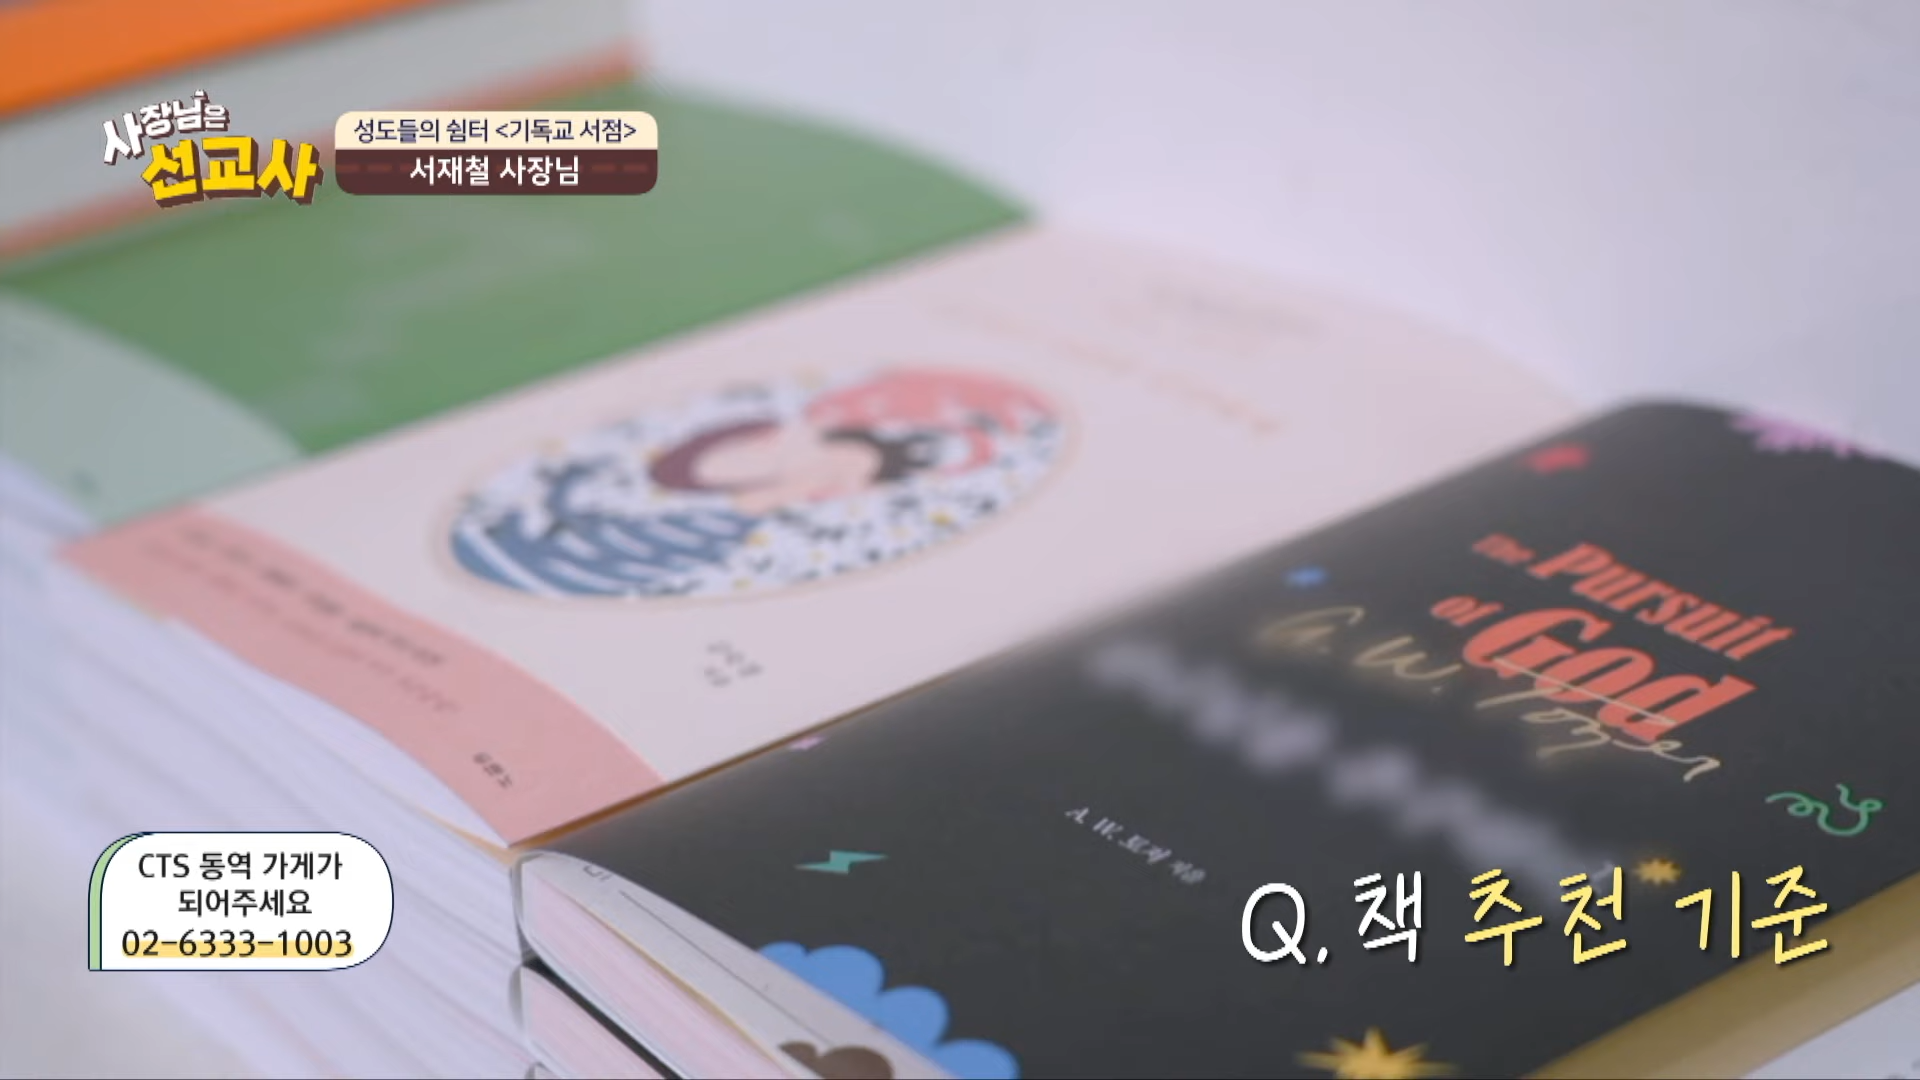 사장님은
선교사
성도들의 쉼터 <기독교 서점>
서재철 사장님
The Pursuit
of God
A. W. Tozer
A. W. 토저 지음
CTS 동역 가게가
되어주세요
02-6333-1003
Q. 책 추천 기준